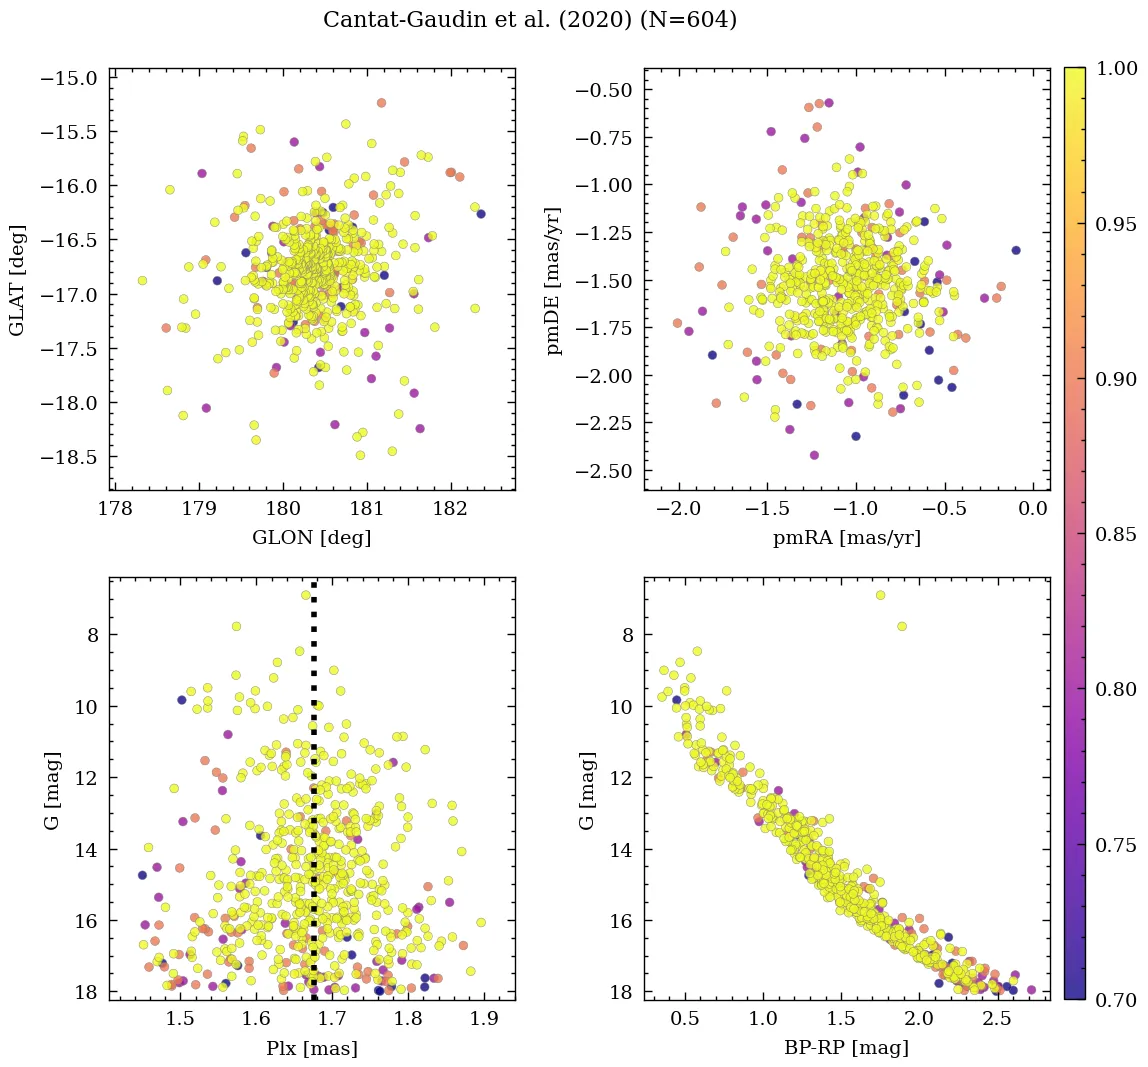 Cantat-Gaudin et al. (2020) (N=604)
−15.0
−15.5
−16.0
−16.5
−17.0
−17.5
−18.0
−18.5
GLAT [deg]
178 179 180 181 182
GLON [deg]
−0.50
−0.75
−1.00
−1.25
−1.50
−1.75
−2.00
−2.25
−2.50
pmDE [mas/yr]
−2.0 −1.5 −1.0 −0.5 0.0
pmRA [mas/yr]
8
10
12
14
16
18
G [mag]
1.5 1.6 1.7 1.8 1.9
Plx [mas]
8
10
12
14
16
18
G [mag]
0.5 1.0 1.5 2.0 2.5
BP-RP [mag]
1.00
0.95
0.90
0.85
0.80
0.75
0.70